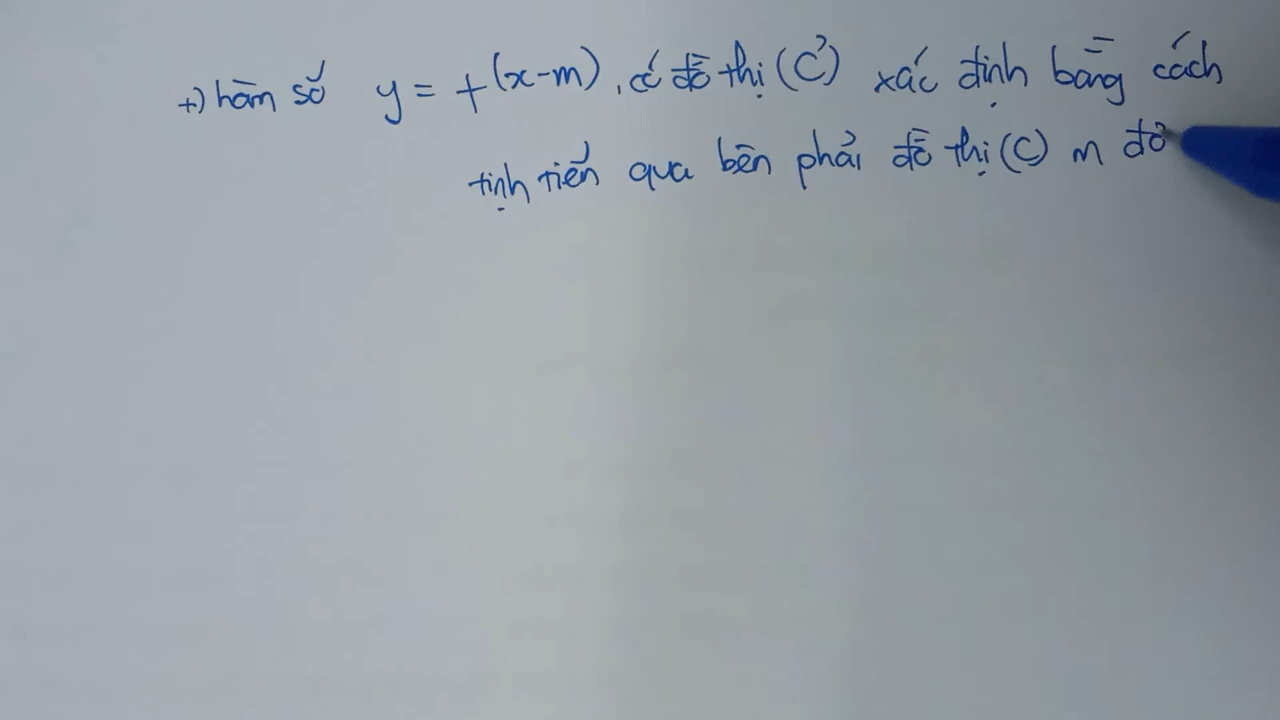 +) hàm số y = f(x-m), có đồ thị (C') xác định bằng cách
tịnh tiến qua bên phải đồ thị (C) m đơ